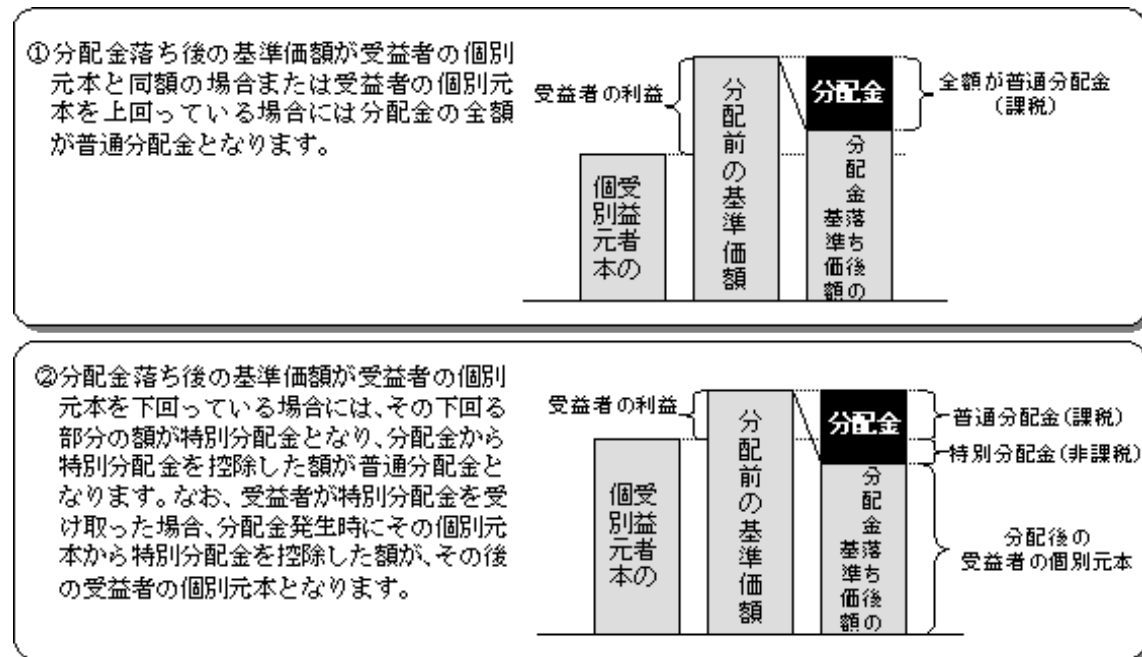 ①分配金落ち後の基準価額が受益者の個別
元本と同額の場合または受益者の個別元
本を上回っている場合には分配金の全額
が普通分配金となります。
受益者の利益
受益者の
個別元本
分配前の基準価額
分配金
分配金落ち後の
基準価額
全額が普通分配金
（課税）
②分配金落ち後の基準価額が受益者の個別
元本を下回っている場合には、その下回る
部分の額が特別分配金となり、分配金から
特別分配金を控除した額が普通分配金と
なります。なお、受益者が特別分配金を受
け取った場合、分配金発生時にその個別元
本から特別分配金を控除した額が、その後
の受益者の個別元本となります。
受益者の利益
受益者の
個別元本
分配前の基準価額
分配金
分配金落ち後の
基準価額
普通分配金（課税）
特別分配金（非課税）
分配後の
受益者の個別元本